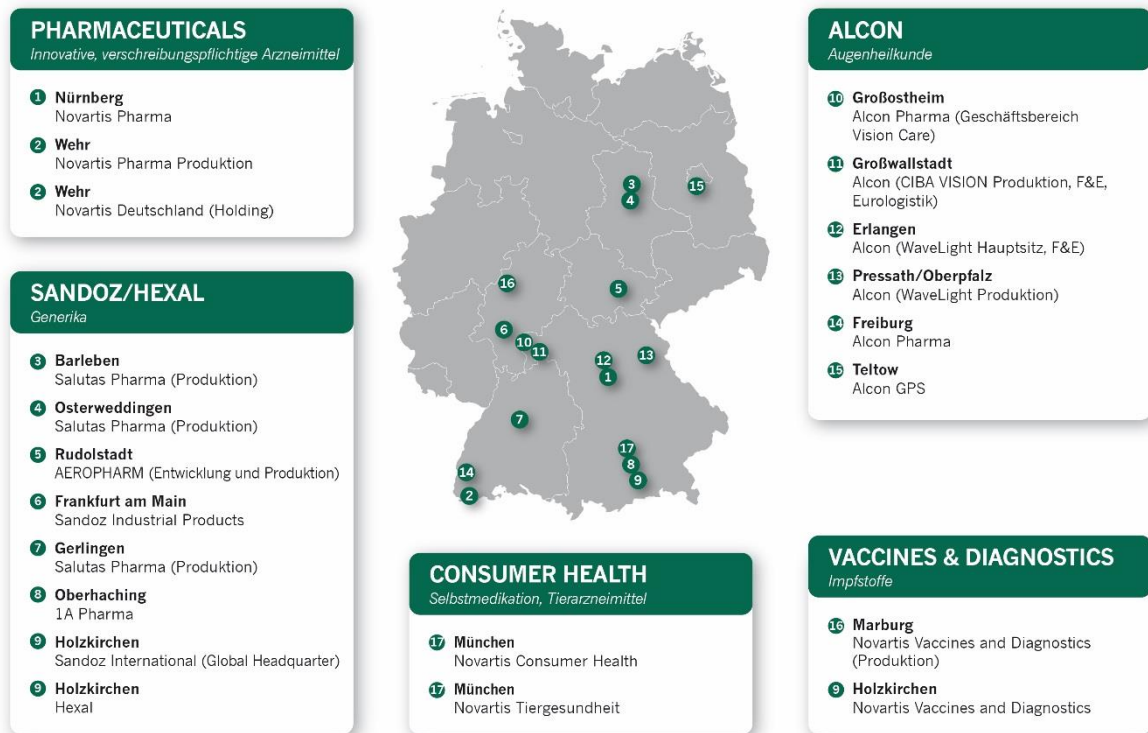 PHARMACEUTICALS
Innovative, verschreibungspflichtige Arzneimittel
1 Nürnberg
Novartis Pharma
2 Wehr
Novartis Pharma Produktion
2 Wehr
Novartis Deutschland (Holding)
SANDOZ/HEXAL
Generika
3 Barleben
Salutas Pharma (Produktion)
4 Osterweddingen
Salutas Pharma (Produktion)
5 Rudolstadt
AEROPHARM (Entwicklung und Produktion)
6 Frankfurt am Main
Sandoz Industrial Products
7 Gerlingen
Salutas Pharma (Produktion)
8 Oberhaching
1A Pharma
9 Holzkirchen
Sandoz International (Global Headquarter)
9 Holzkirchen
Hexal
3
15
4
16
5
6
10
11
12
13
1
7
17
8
14
9
2
CONSUMER HEALTH
Selbstmedikation, Tierarzneimittel
17 München
Novartis Consumer Health
17 München
Novartis Tiergesundheit
ALCON
Augenheilkunde
10 Großostheim
Alcon Pharma (Geschäftsbereich
Vision Care)
11 Großwallstadt
Alcon (CIBA VISION Produktion, F&E,
Eurologistik)
12 Erlangen
Alcon (WaveLight Hauptsitz, F&E)
13 Pressath/Oberpfalz
Alcon (WaveLight Produktion)
14 Freiburg
Alcon Pharma
15 Teltow
Alcon GPS
VACCINES & DIAGNOSTICS
Impfstoffe
16 Marburg
Novartis Vaccines and Diagnostics
(Produktion)
9 Holzkirchen
Novartis Vaccines and Diagnostics